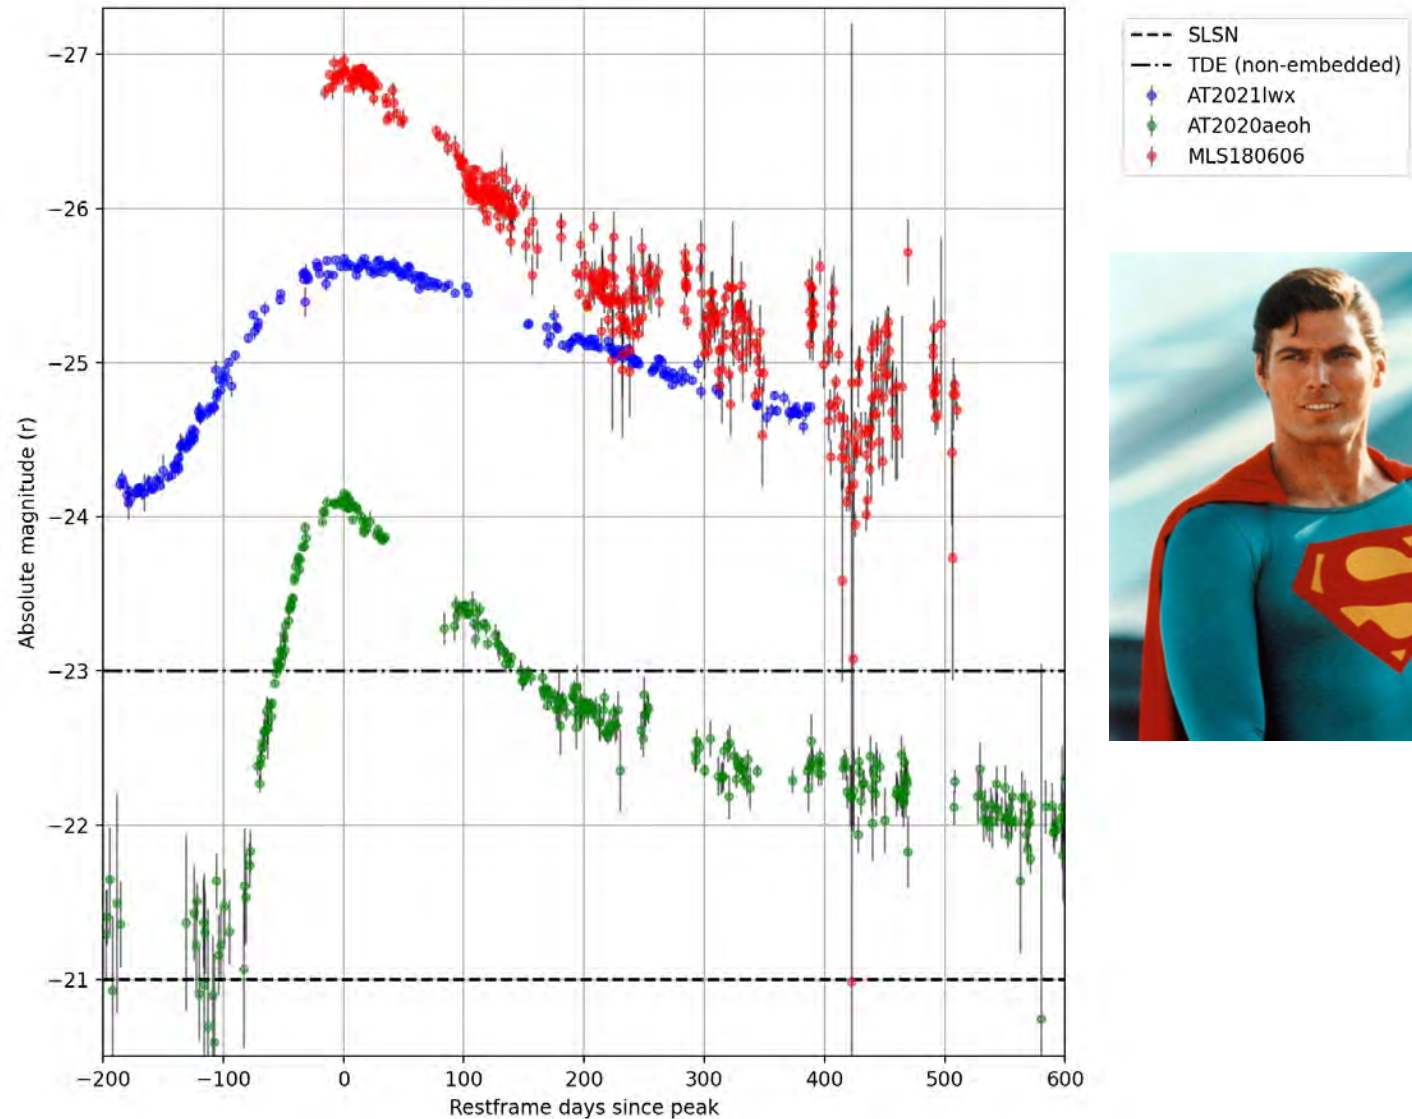 −27
−26
−25
−24
−23
−22
−21
Absolute magnitude (r)
−200
−100
0
100
200
300
400
500
600
Restframe days since peak
SLSN
TDE (non-embedded)
AT2021lwx
AT2020aeoh
MLS180606
S